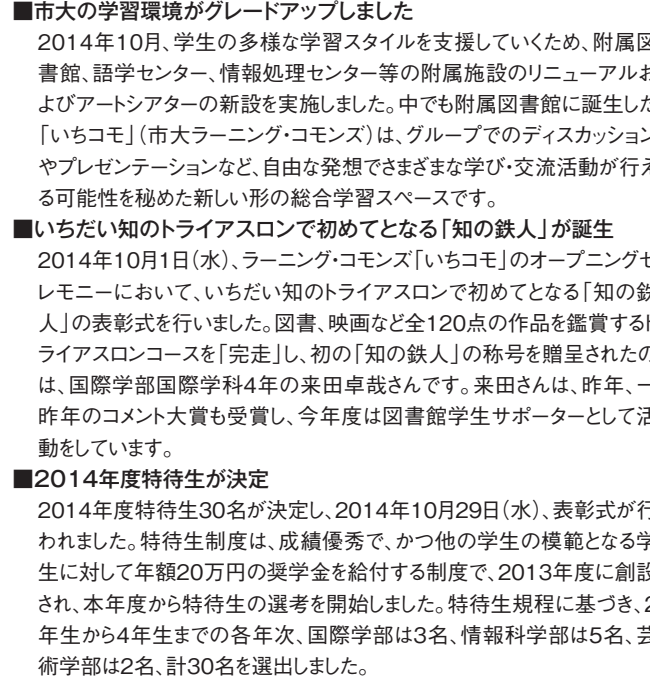 ■市大の学習環境がグレードアップしました
2014年10月、学生の多様な学習スタイルを支援していくため、附属図
書館、語学センター、情報処理センター等の附属施設のリニューアルお
よびアートシアターの新設を実施しました。中でも附属図書館に誕生した
「いちコモ」（市大ラーニング・コモンズ）は、グループでのディスカッション
やプレゼンテーションなど、自由な発想でさまざまな学び・交流活動が行え
る可能性を秘めた新しい形の総合学習スペースです。
■いちだい知のトライアスロンで初めてとなる「知の鉄人」が誕生
2014年10月1日（水）、ラーニング・コモンズ「いちコモ」のオープニングセ
レモニーにおいて、いちだい知のトライアスロンで初めてとなる「知の鉄
人」の表彰式を行いました。図書、映画など全120点の作品を鑑賞するト
ライアスロンコースを「完走」し、初の「知の鉄人」の称号を贈呈されたの
は、国際学部国際学科4年の来田卓哉さんです。来田さんは、昨年、一
昨年のコメント大賞も受賞し、今年度は図書館学生サポーターとして活
動をしています。
■2014年度特待生が決定
2014年度特待生30名が決定し、2014年10月29日（水）、表彰式が行
われました。特待生制度は、成績優秀で、かつ他の学生の模範となる学
生に対して年額20万円の奨学金を給付する制度で、2013年度に創設
され、本年度から特待生の選考を開始しました。特待生規程に基づき、2
年生から4年生までの各年次、国際学部は3名、情報科学部は5名、芸
術学部は2名、計30名を選出しました。